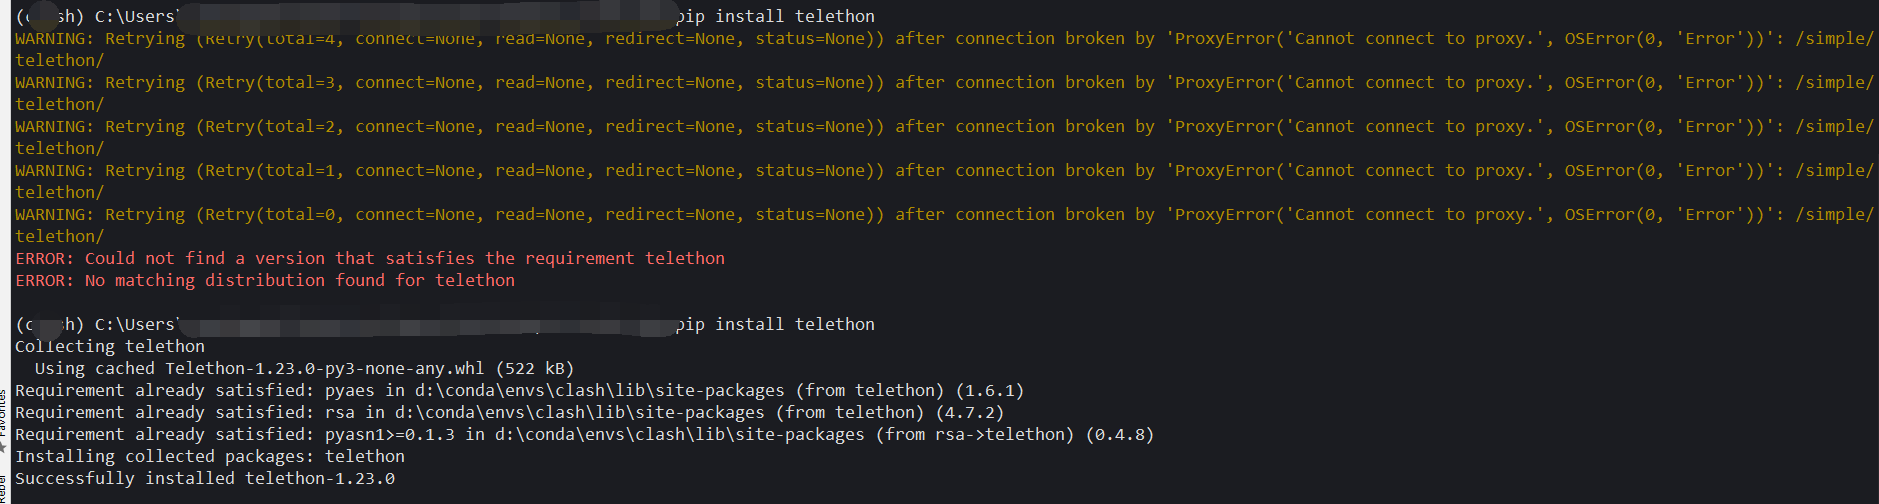 (c sh) C:\Users\ pip install telethon
WARNING: Retrying (Retry(total=4, connect=None, read=None, redirect=None, status=None)) after connection broken by 'ProxyError('Cannot connect to proxy.', OSError(0, 'Error'))': /simple/
telethon/
WARNING: Retrying (Retry(total=3, connect=None, read=None, redirect=None, status=None)) after connection broken by 'ProxyError('Cannot connect to proxy.', OSError(0, 'Error'))': /simple/
telethon/
WARNING: Retrying (Retry(total=2, connect=None, read=None, redirect=None, status=None)) after connection broken by 'ProxyError('Cannot connect to proxy.', OSError(0, 'Error'))': /simple/
telethon/
WARNING: Retrying (Retry(total=1, connect=None, read=None, redirect=None, status=None)) after connection broken by 'ProxyError('Cannot connect to proxy.', OSError(0, 'Error'))': /simple/
telethon/
WARNING: Retrying (Retry(total=0, connect=None, read=None, redirect=None, status=None)) after connection broken by 'ProxyError('Cannot connect to proxy.', OSError(0, 'Error'))': /simple/
telethon/
ERROR: Could not find a version that satisfies the requirement telethon
ERROR: No matching distribution found for telethon
(c h) C:\Users\ pip install telethon
Collecting telethon
Using cached Telethon-1.23.0-py3-none-any.whl (522 kB)
Requirement already satisfied: pyaes in d:\conda\envs\clash\lib\site-packages (from telethon) (1.6.1)
Requirement already satisfied: rsa in d:\conda\envs\clash\lib\site-packages (from telethon) (4.7.2)
Requirement already satisfied: pyasn1>=0.1.3 in d:\conda\envs\clash\lib\site-packages (from rsa->telethon) (0.4.8)
Installing collected packages: telethon
Successfully installed telethon-1.23.0
Favorites